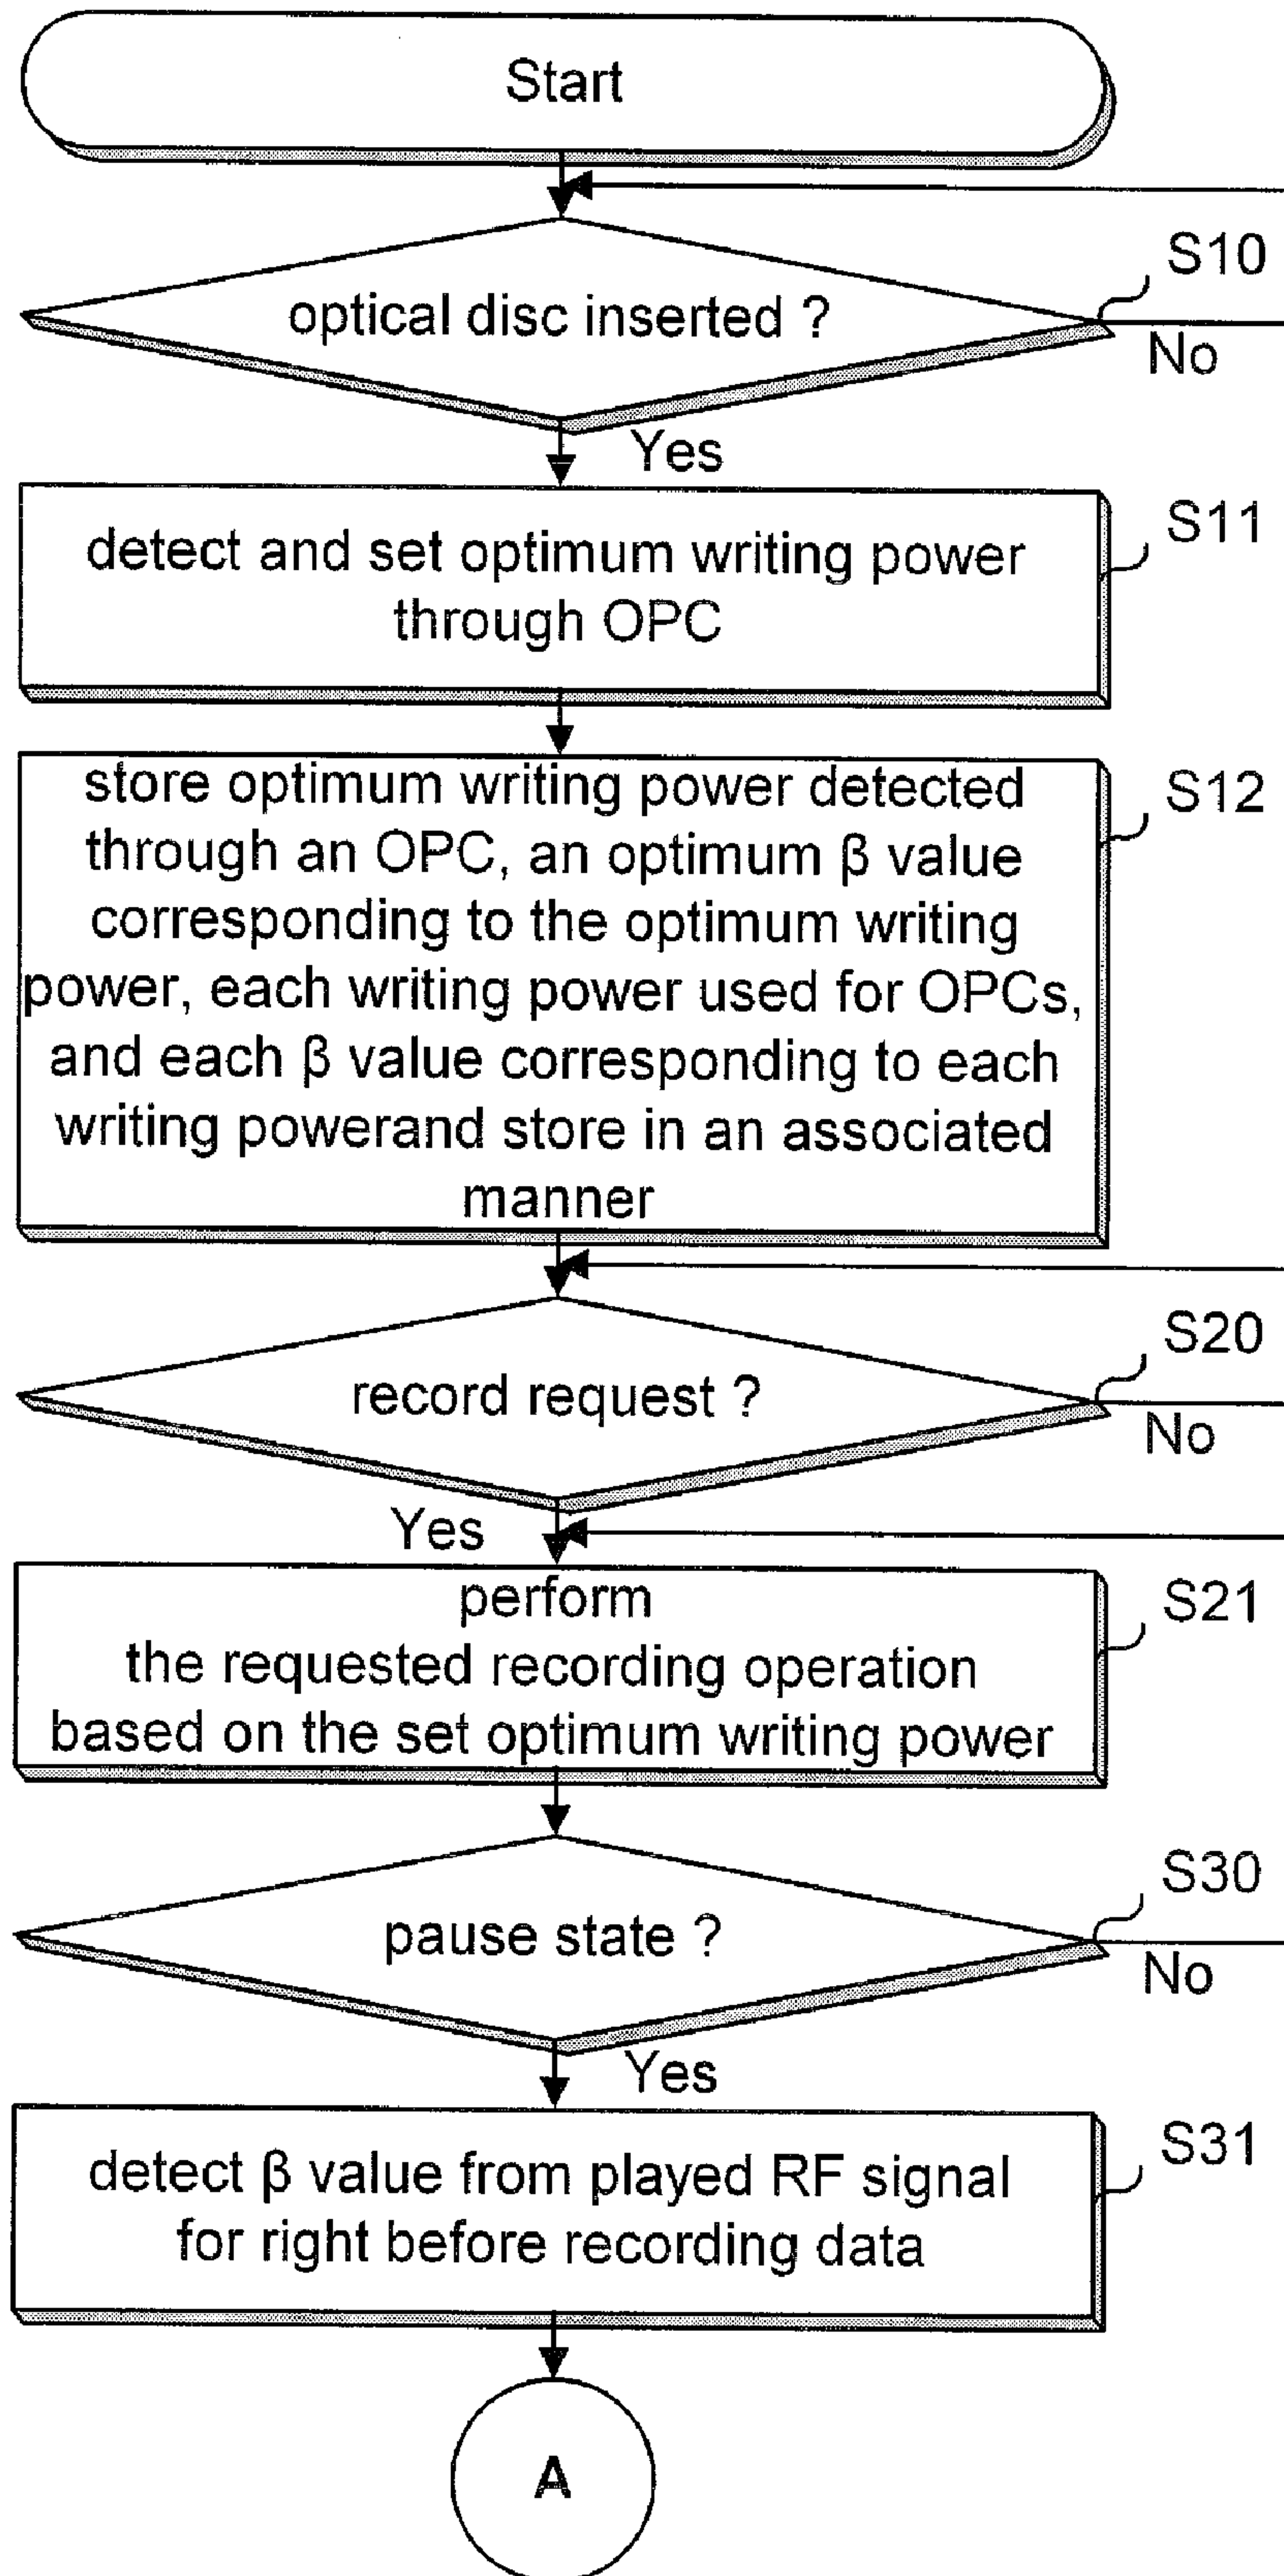 Start
S10
optical disc inserted ?
No
Yes
S11
detect and set optimum writing power
through OPC
S12
store optimum writing power detected
through an OPC, an optimum β value
corresponding to the optimum writing
power, each writing power used for OPCs,
and each β value corresponding to each
writing powerand store in an associated
manner
S20
record request ?
No
Yes
S21
perform
the requested recording operation
based on the set optimum writing power
S30
pause state ?
No
Yes
S31
detect β value from played RF signal
for right before recording data
A